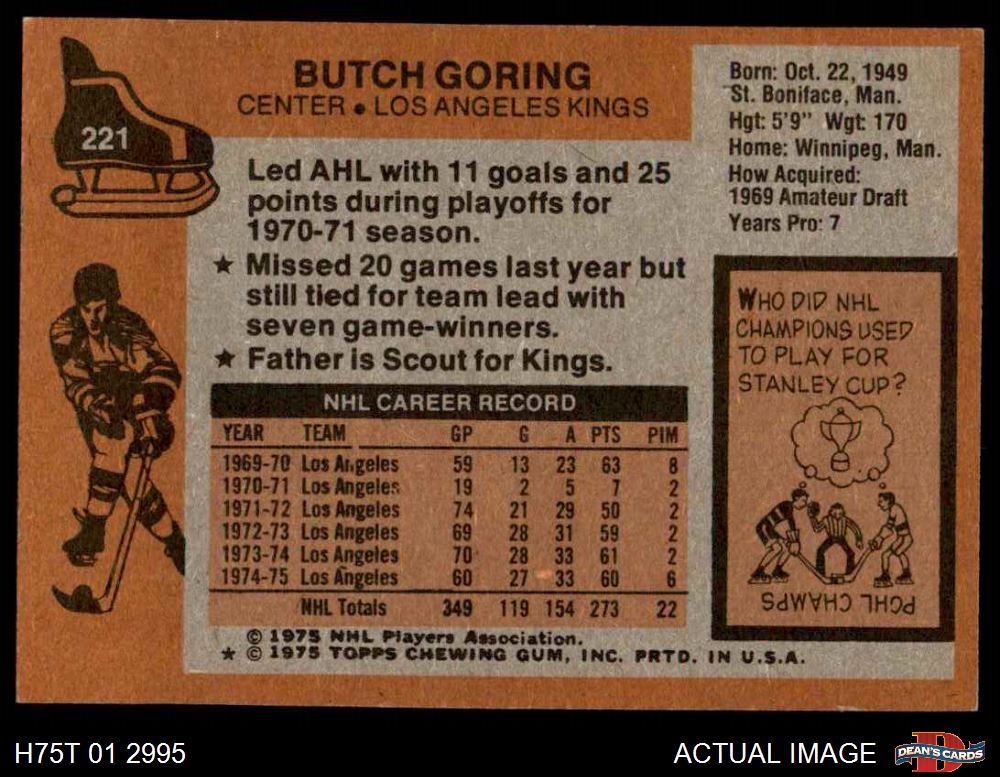 BUTCH GORING
CENTER • LOS ANGELES KINGS
221
Led AHL with 11 goals and 25
points during playoffs for
1970-71 season.
★ Missed 20 games last year but
still tied for team lead with
seven game-winners.
★ Father is Scout for Kings.
Born: Oct. 22, 1949
St. Boniface, Man.
Hgt: 5'9" Wgt: 170
Home: Winnipeg, Man.
How Acquired:
1969 Amateur Draft
Years Pro: 7
NHL CAREER RECORD
YEAR TEAM GP G A PTS PIM
1969-70 Los Angeles 59 13 23 63 8
1970-71 Los Angeles 19 2 5 7 2
1971-72 Los Angeles 74 21 29 50 2
1972-73 Los Angeles 69 28 31 59 2
1973-74 Los Angeles 70 28 33 61 2
1974-75 Los Angeles 60 27 33 60 6
NHL Totals 349 119 154 273 22
WHO DID NHL
CHAMPIONS USED
TO PLAY FOR
STANLEY CUP?
PCHL CHAMPS
© 1975 NHL Players Association.
★ © 1975 TOPPS CHEWING GUM, INC. PRTD. IN U.S.A.
H75T 01 2995
ACTUAL IMAGE
DEAN'S CARDS